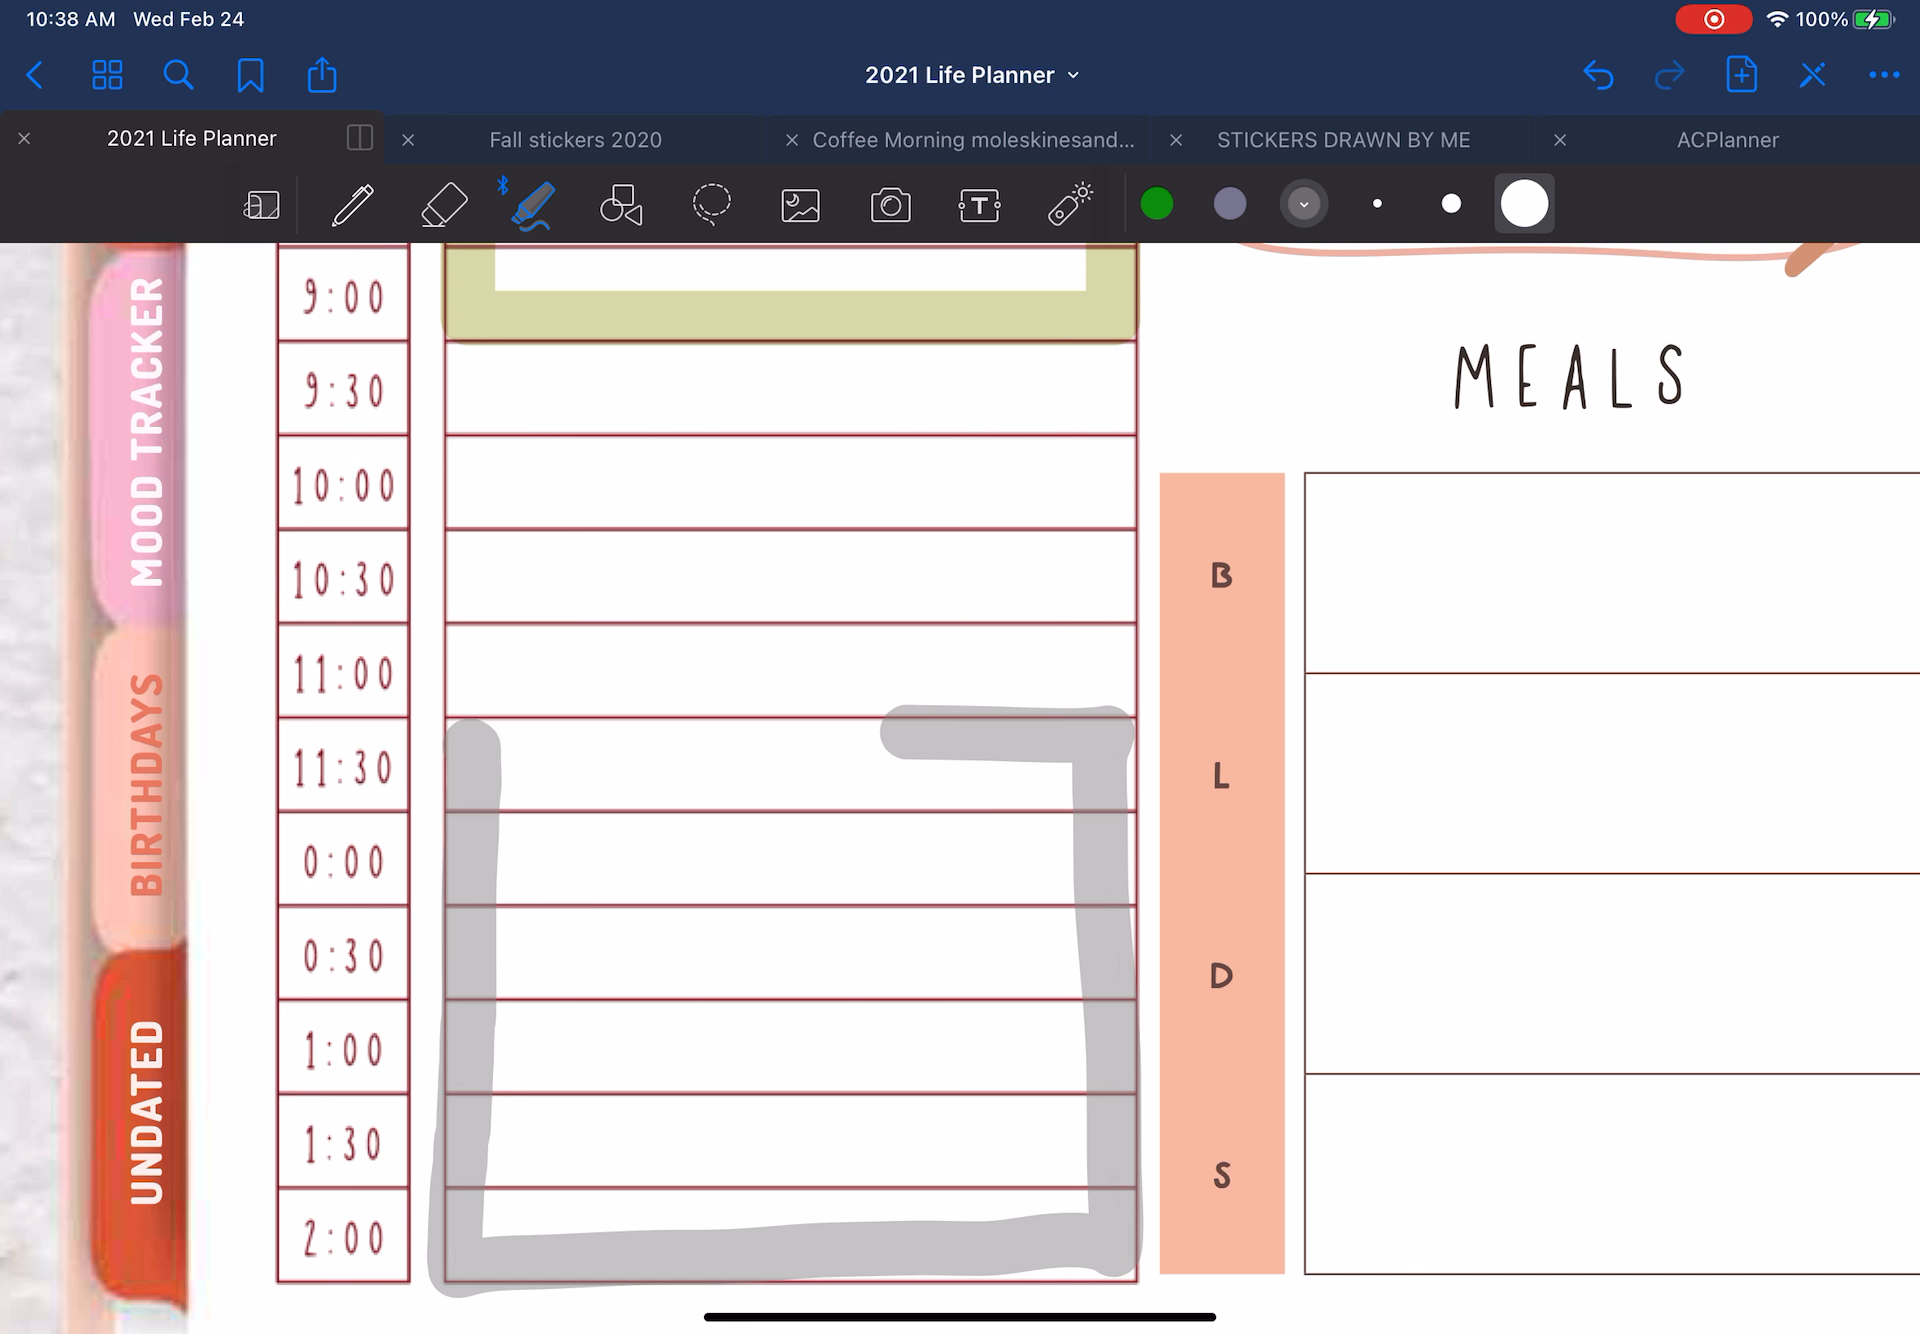 10:38 AM Wed Feb 24
100%
2021 Life Planner
2021 Life Planner
Fall stickers 2020
Coffee Morning moleskinesand...
STICKERS DRAWN BY ME
ACPlanner
MOOD TRACKER
BIRTHDAYS
UNDATED
9:00
9:30
10:00
10:30
11:00
11:30
0:00
0:30
1:00
1:30
2:00
MEALS
B
L
D
S